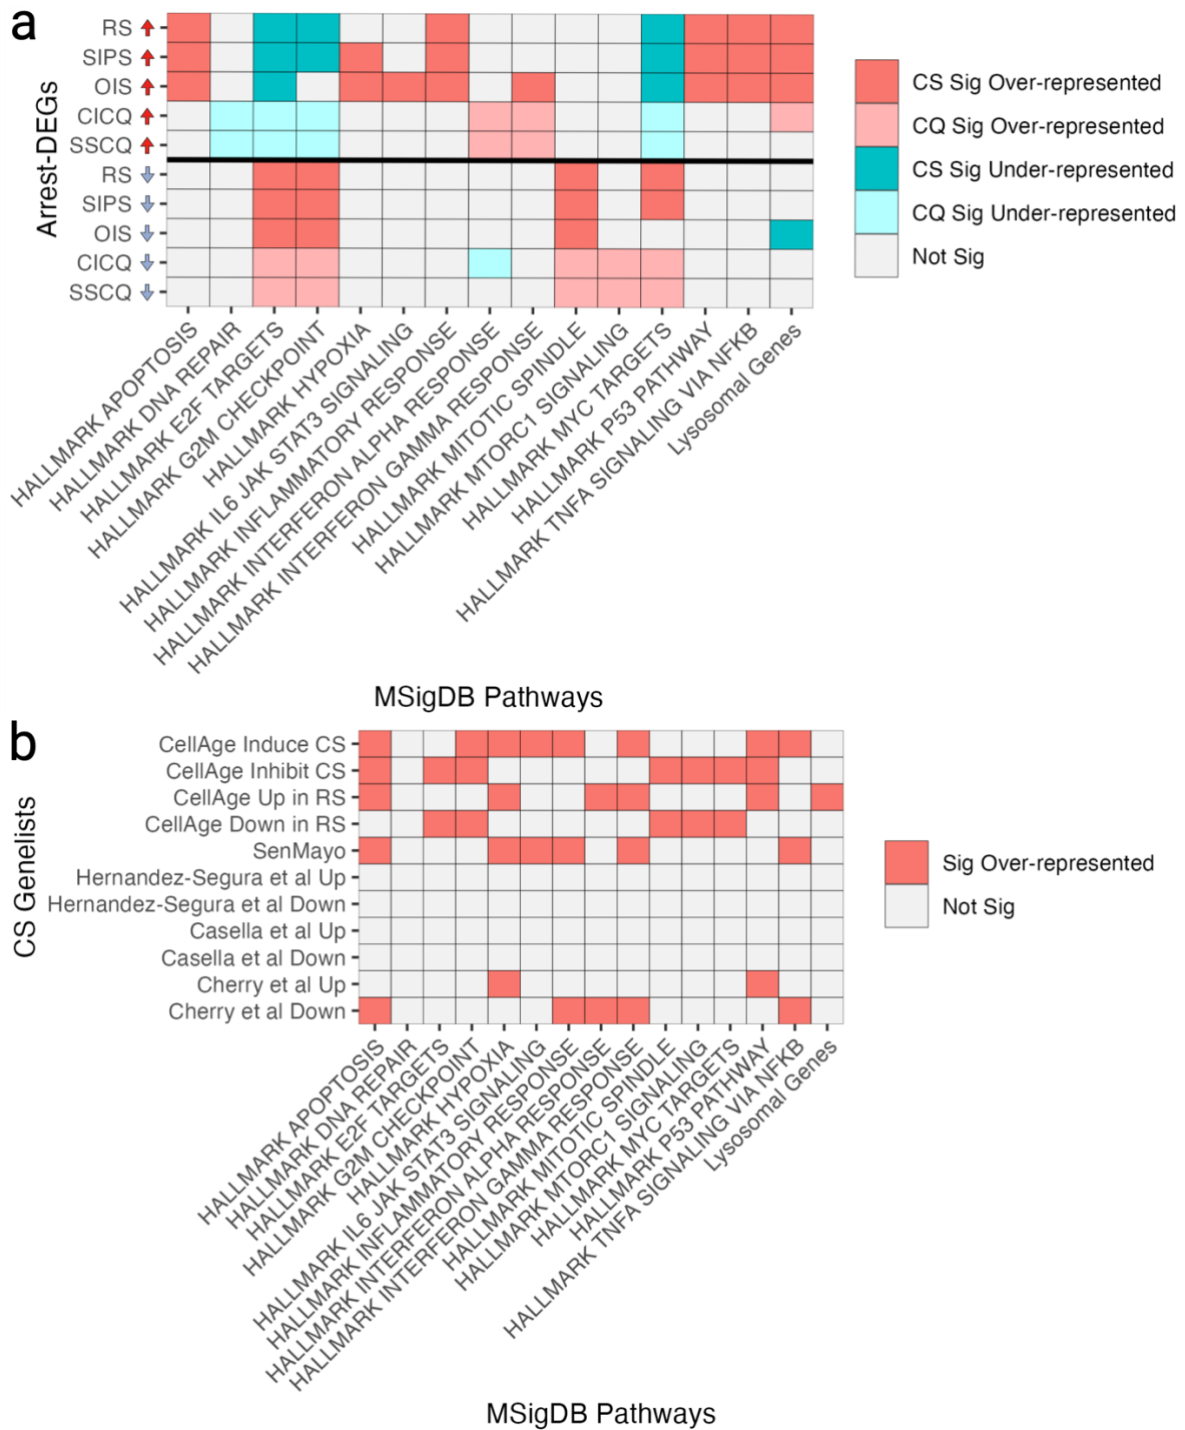 a
Arrest-DEGs
RS
SIPS
OIS
CICQ
SSCQ
RS
SIPS
OIS
CICQ
SSCQ
CS Sig Over-represented
CQ Sig Over-represented
CS Sig Under-represented
CQ Sig Under-represented
Not Sig
HALLMARK APOPTOSIS
HALLMARK DNA REPAIR
HALLMARK E2F TARGETS
HALLMARK G2M CHECKPOINT
HALLMARK HYPOXIA
HALLMARK IL6 JAK STAT3 SIGNALING
HALLMARK INFLAMMATORY RESPONSE
HALLMARK INTERFERON ALPHA RESPONSE
HALLMARK INTERFERON GAMMA RESPONSE
HALLMARK MITOTIC SPINDLE
HALLMARK MTORC1 SIGNALING
HALLMARK MYC TARGETS
HALLMARK P53 PATHWAY
HALLMARK TNFA SIGNALING VIA NFKB
Lysosomal Genes
MSigDB Pathways
b
CS Genelists
CellAge Induce CS
CellAge Inhibit CS
CellAge Up in RS
CellAge Down in RS
SenMayo
Hernandez-Segura et al Up
Hernandez-Segura et al Down
Casella et al Up
Casella et al Down
Cherry et al Up
Cherry et al Down
Sig Over-represented
Not Sig
HALLMARK APOPTOSIS
HALLMARK DNA REPAIR
HALLMARK E2F TARGETS
HALLMARK G2M CHECKPOINT
HALLMARK HYPOXIA
HALLMARK IL6 JAK STAT3 SIGNALING
HALLMARK INFLAMMATORY RESPONSE
HALLMARK INTERFERON ALPHA RESPONSE
HALLMARK INTERFERON GAMMA RESPONSE
HALLMARK MITOTIC SPINDLE
HALLMARK MTORC1 SIGNALING
HALLMARK MYC TARGETS
HALLMARK P53 PATHWAY
HALLMARK TNFA SIGNALING VIA NFKB
Lysosomal Genes
MSigDB Pathways